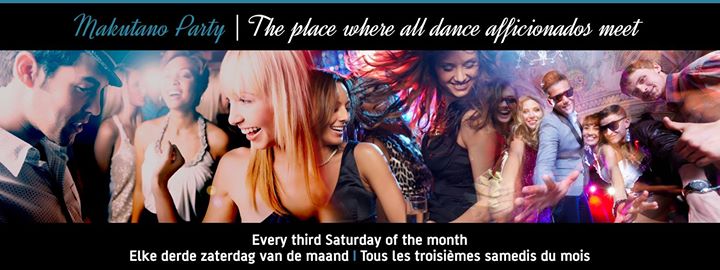 Makutano Party | The place where all dance afficionados meet
Every third Saturday of the month
Elke derde zaterdag van de maand | Tous les troisièmes samedis du mois